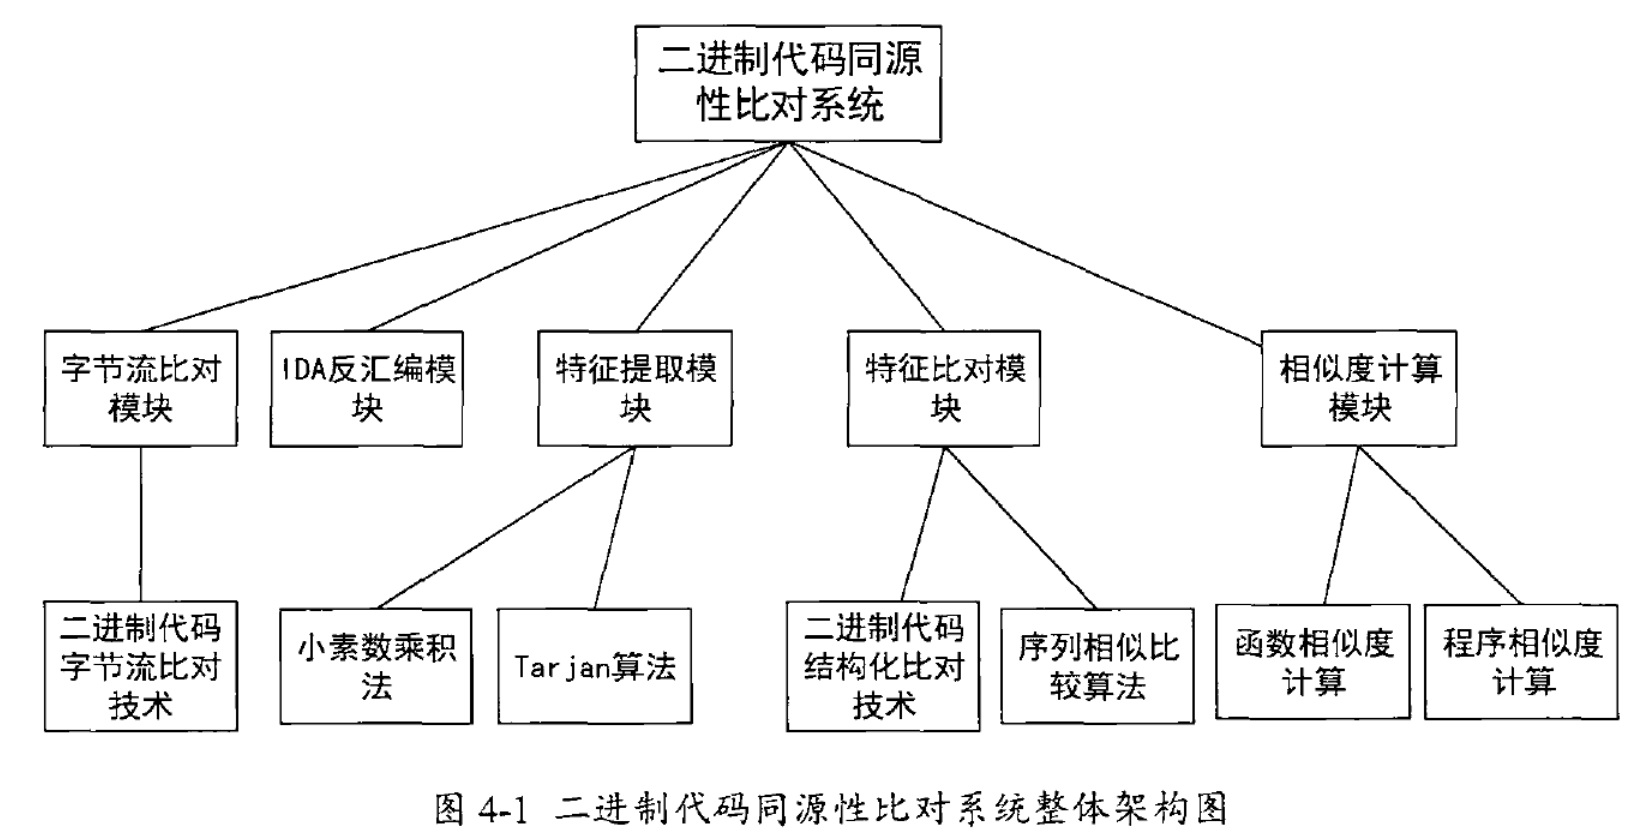 二进制代码同源
性比对系统
字节流比对
模块
IDA反汇编模
块
特征提取模
块
特征比对模
块
相似度计算
模块
二进制代码
字节流比对
技术
小素数乘积
法
Tarjan算法
二进制代码
结构化比对
技术
序列相似比
较算法
函数相似度
计算
程序相似度
计算
图 4-1 二进制代码同源性比对系统整体架构图